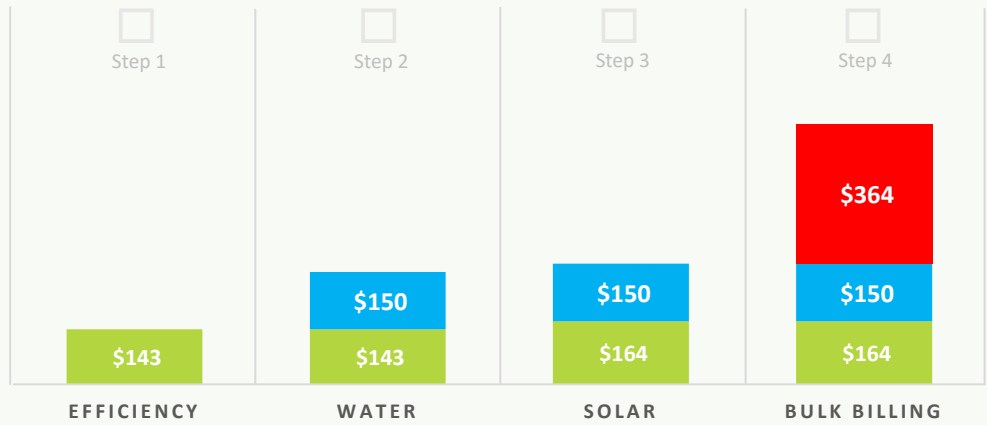 Step 1
Step 2
Step 3
Step 4
$364
$150
$150
$150
$143
$143
$164
$164
EFFICIENCY
WATER
SOLAR
BULK BILLING